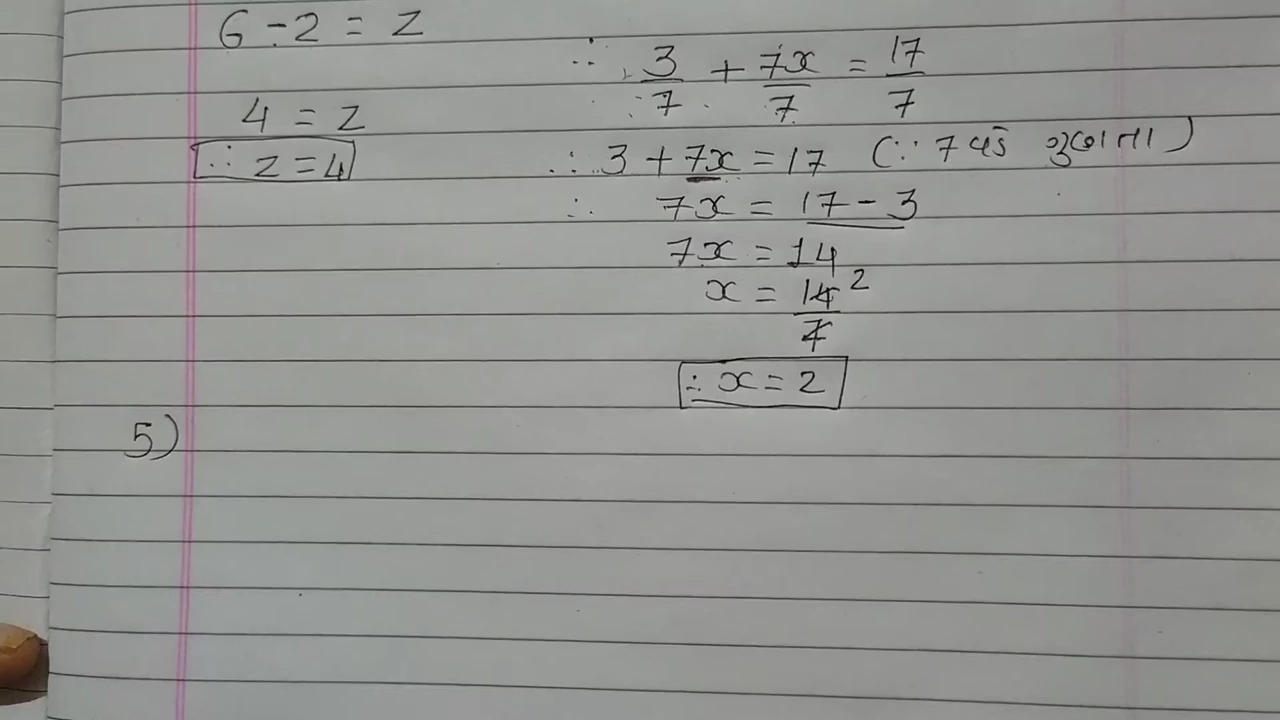 6 - 2 = z
4 = z
∴ z = 4
∴ 3/7 + 7x/7 = 17/7
∴ 3 + 7x = 17 (∵ 7 વડે ગુણતા)
∴ 7x = 17 - 3
7x = 14
x = 14/7 2
∴ x = 2
5)